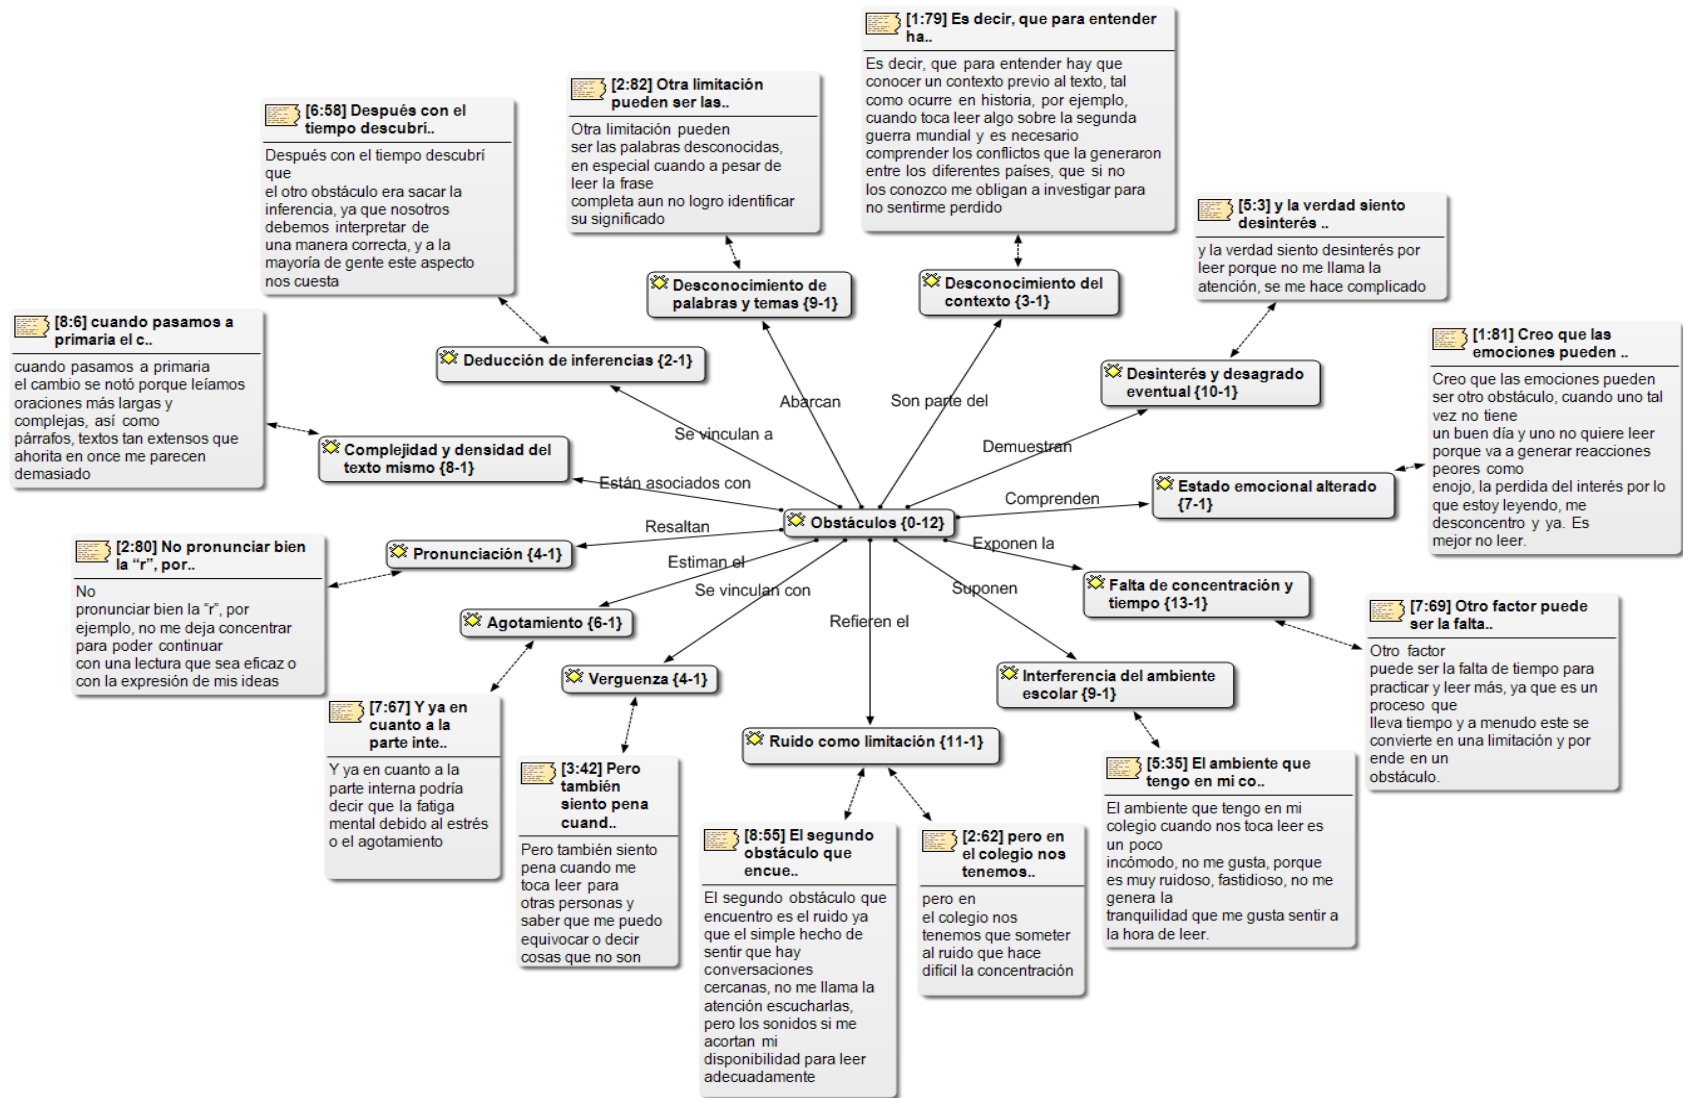 [1:79] Es decir, que para entender
ha..
Es decir, que para entender hay que
conocer un contexto previo al texto, tal
como ocurre en historia, por ejemplo,
cuando toca leer algo sobre la segunda
guerra mundial y es necesario
comprender los conflictos que la generaron
entre los diferentes países, que si no
los conozco me obligan a investigar para
no sentirme perdido
[2:82] Otra limitación
pueden ser las..
Otra limitación pueden
ser las palabras desconocidas,
en especial cuando a pesar de
leer la frase
completa aun no logro identificar
su significado
[6:58] Después con el
tiempo descubrí..
Después con el tiempo descubrí
que
el otro obstáculo era sacar la
inferencia, ya que nosotros
debemos interpretar de
una manera correcta, y a la
mayoría de gente este aspecto
nos cuesta
[5:3] y la verdad siento
desinterés ..
y la verdad siento desinterés por
leer porque no me llama la
atención, se me hace complicado
Desconocimiento de
palabras y temas {9-1}
Desconocimiento del
contexto {3-1}
[8:6] cuando pasamos a
primaria el c..
cuando pasamos a primaria
el cambio se notó porque leíamos
oraciones más largas y
complejas, así como
párrafos, textos tan extensos que
ahorita en once me parecen
demasiado
[1:81] Creo que las
emociones pueden ..
Creo que las emociones pueden
ser otro obstáculo, cuando uno tal
vez no tiene
un buen día y uno no quiere leer
porque va a generar reacciones
peores como
enojo, la perdida del interés por lo
que estoy leyendo, me
desconcentro y ya. Es
mejor no leer.
Deducción de inferencias {2-1}
Desinterés y desagrado
eventual {10-1}
Abarcan
Son parte del
Se vinculan a
Demuestran
Complejidad y densidad del
texto mismo {8-1}
Están asociados con
Estado emocional alterado
{7-1}
Comprenden
Obstáculos {0-12}
Resaltan
Exponen la
Pronunciación {4-1}
Estiman el
Se vinculan con
Suponen
Refieren el
[2:80] No pronunciar bien
la “r”, por..
No
pronunciar bien la “r”, por
ejemplo, no me deja concentrar
para poder continuar
con una lectura que sea eficaz o
con la expresión de mis ideas
Falta de concentración y
tiempo {13-1}
Agotamiento {6-1}
[7:69] Otro factor puede
ser la falta..
Otro factor
puede ser la falta de tiempo para
practicar y leer más, ya que es un
proceso que
lleva tiempo y a menudo este se
convierte en una limitación y por
ende en un
obstáculo.
Verguenza {4-1}
Interferencia del ambiente
escolar {9-1}
[7:67] Y ya en
cuanto a la
parte inte..
Y ya en cuanto a la
parte interna podría
decir que la fatiga
mental debido al estrés
o el agotamiento
Ruido como limitación {11-1}
[3:42] Pero
también
siento pena
cuand..
Pero también siento
pena cuando me
toca leer para
otras personas y
saber que me puedo
equivocar o decir
cosas que no son
[5:35] El ambiente que
tengo en mi co..
El ambiente que tengo en mi
colegio cuando nos toca leer es
un poco
incómodo, no me gusta, porque
es muy ruidoso, fastidioso, no me
genera la
tranquilidad que me gusta sentir a
la hora de leer.
[8:55] El segundo
obstáculo que
encue..
El segundo obstáculo que
encuentro es el ruido ya
que el simple hecho de
sentir que hay
conversaciones
cercanas, no me llama la
atención escucharlas,
pero los sonidos si me
acortan mi
disponibilidad para leer
adecuadamente
[2:62] pero en
el colegio nos
tenemos..
pero en
el colegio nos
tenemos que someter
al ruido que hace
difícil la concentración